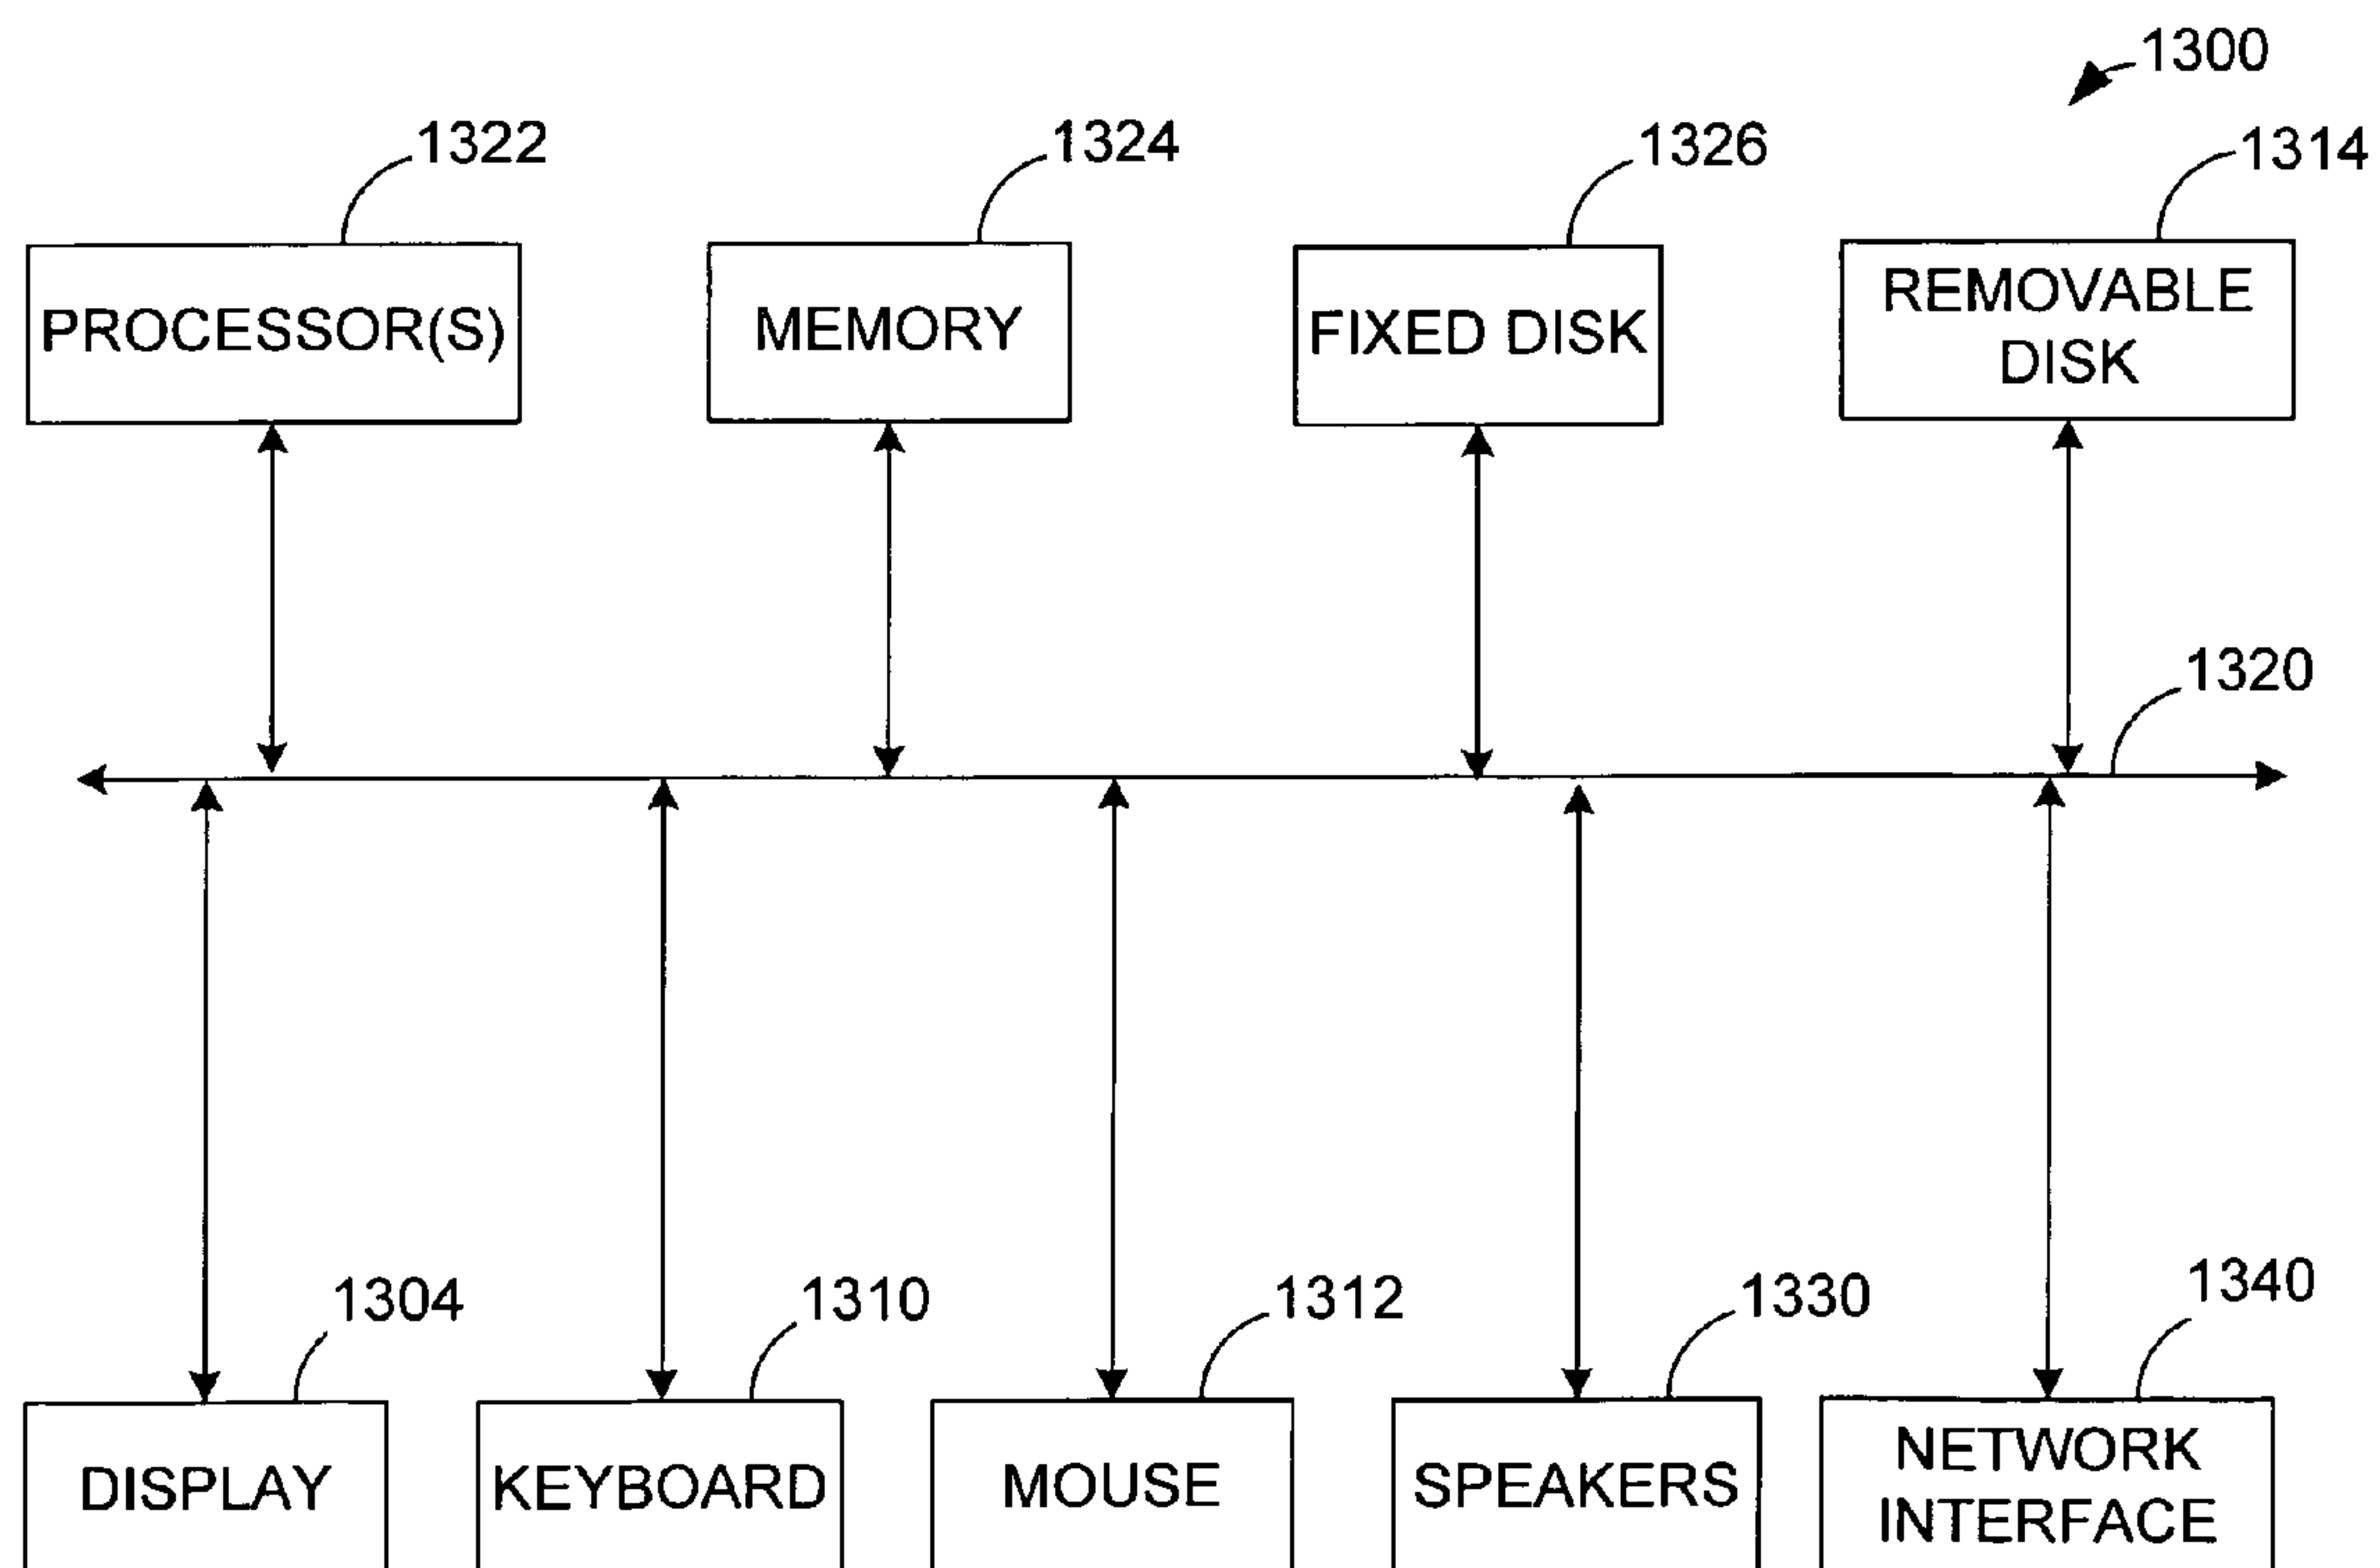 1300
1322
1324
1326
1314
PROCESSOR(S)
MEMORY
FIXED DISK
REMOVABLE
DISK
1320
1304
1310
1312
1330
1340
DISPLAY
KEYBOARD
MOUSE
SPEAKERS
NETWORK
INTERFACE